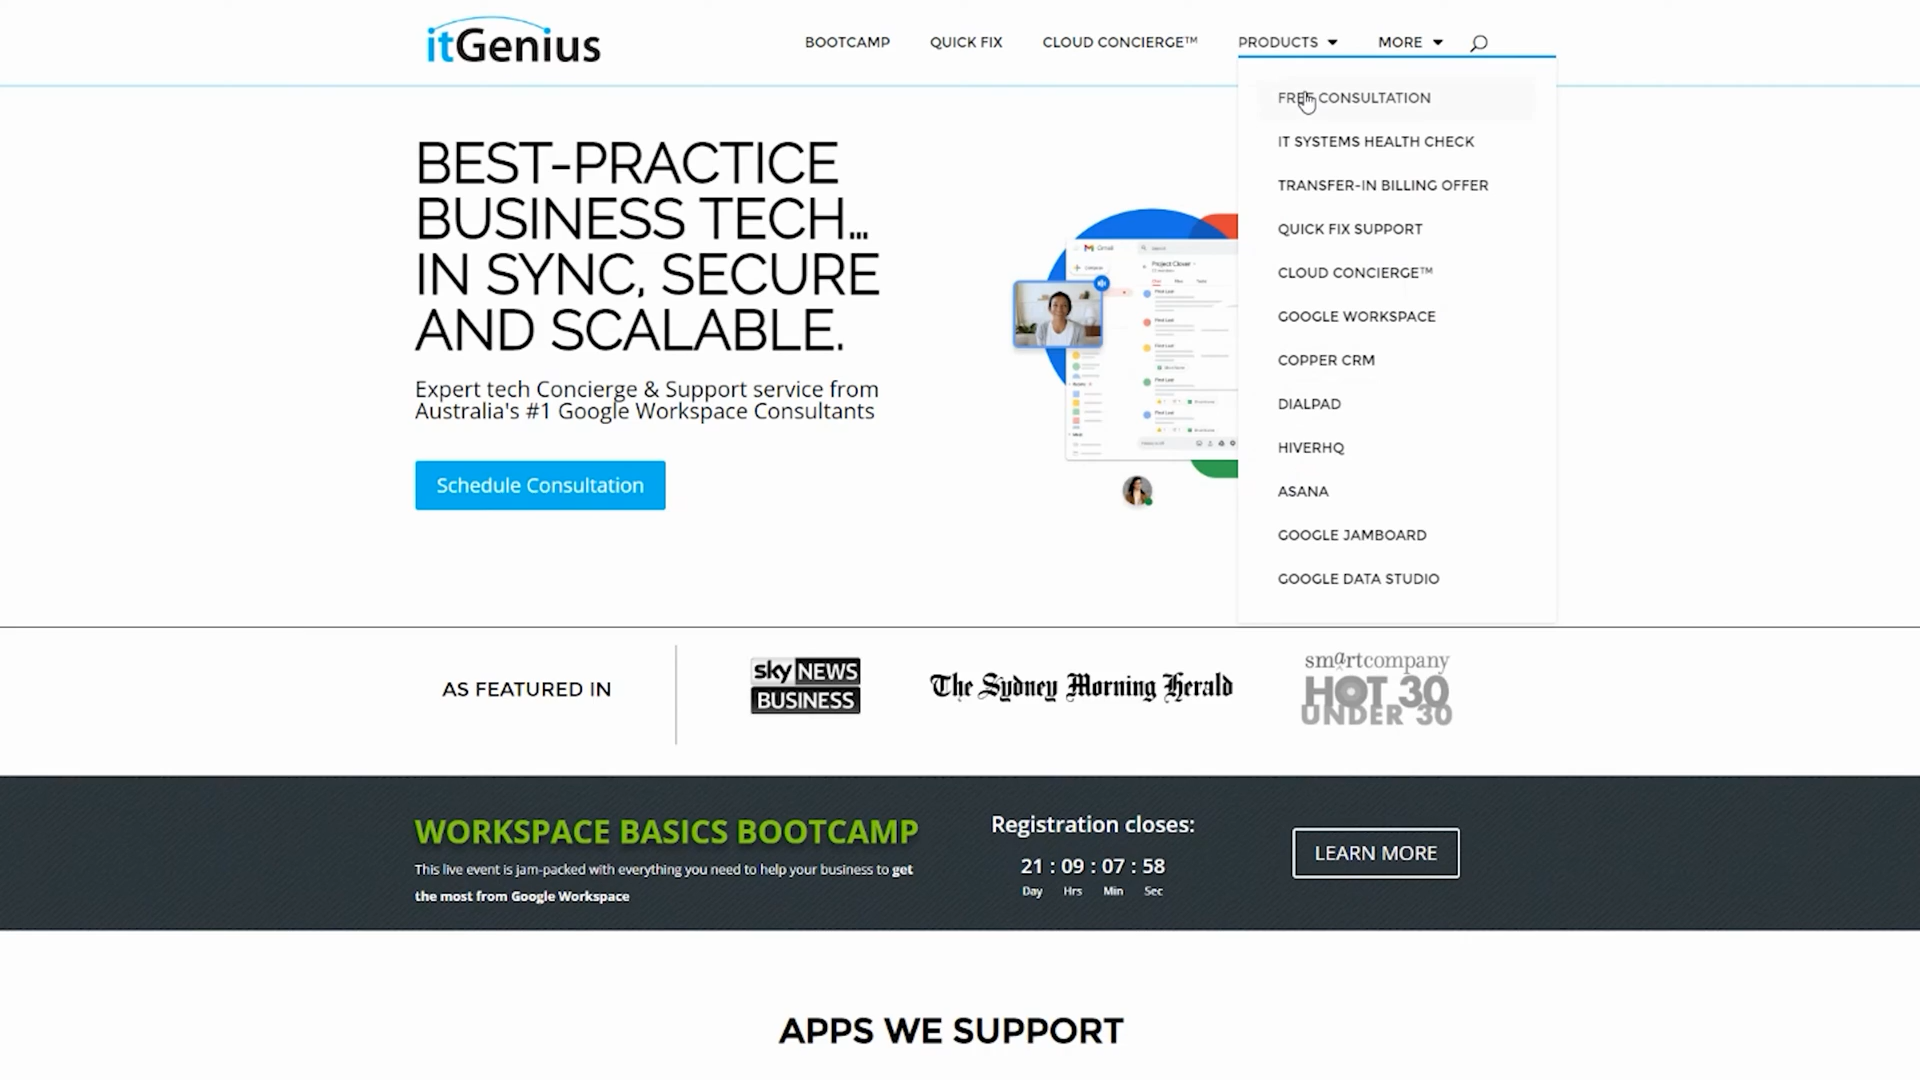 itGenius
BOOTCAMP
QUICK FIX
CLOUD CONCIERGE™
PRODUCTS
MORE
FREE CONSULTATION
IT SYSTEMS HEALTH CHECK
TRANSFER-IN BILLING OFFER
QUICK FIX SUPPORT
CLOUD CONCIERGE™
GOOGLE WORKSPACE
COPPER CRM
DIALPAD
HIVERHQ
ASANA
GOOGLE JAMBOARD
GOOGLE DATA STUDIO
BEST-PRACTICE
BUSINESS TECH...
IN SYNC, SECURE
AND SCALABLE.
Expert tech Concierge & Support service from
Australia's #1 Google Workspace Consultants
Schedule Consultation
Gmail
Project Clover
AS FEATURED IN
sky NEWS
BUSINESS
The Sydney Morning Herald
smartcompany
HOT 30
UNDER 30
WORKSPACE BASICS BOOTCAMP
This live event is jam-packed with everything you need to help your business to get
the most from Google Workspace
Registration closes:
21 : 09 : 07 : 58
Day Hrs Min Sec
LEARN MORE
APPS WE SUPPORT